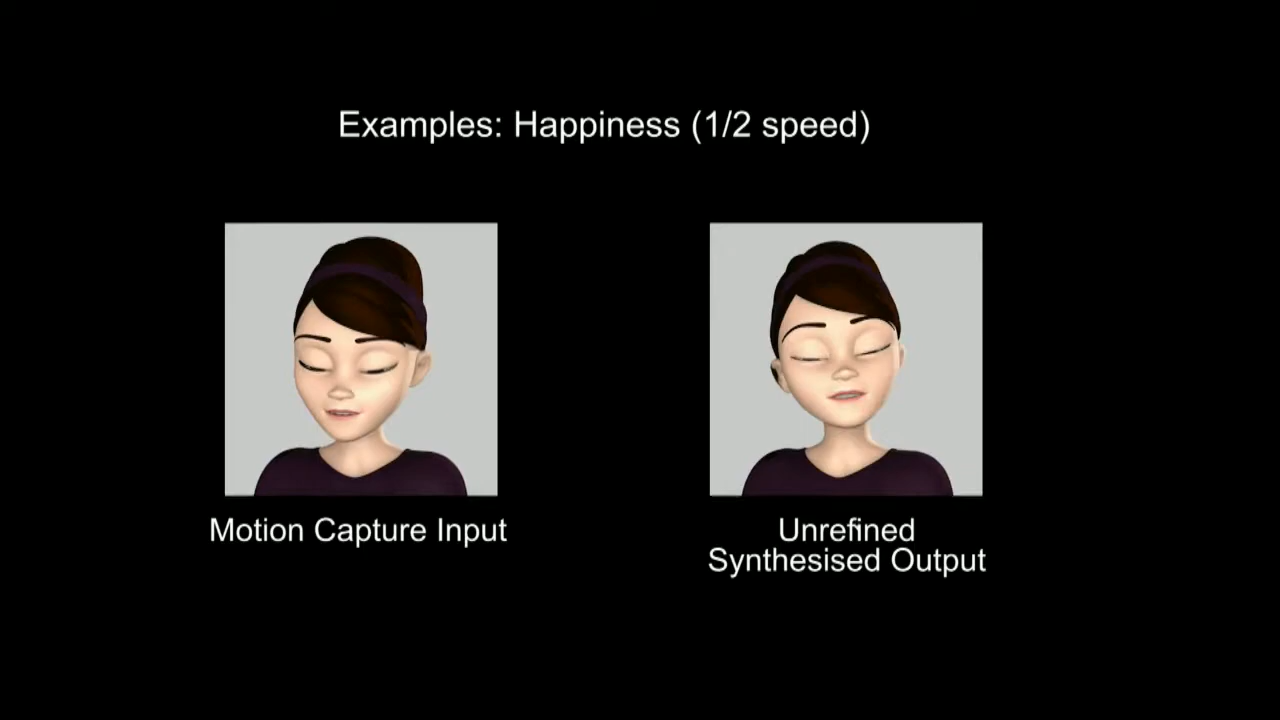 Examples: Happiness (1/2 speed)
Motion Capture Input
Unrefined
Synthesised Output